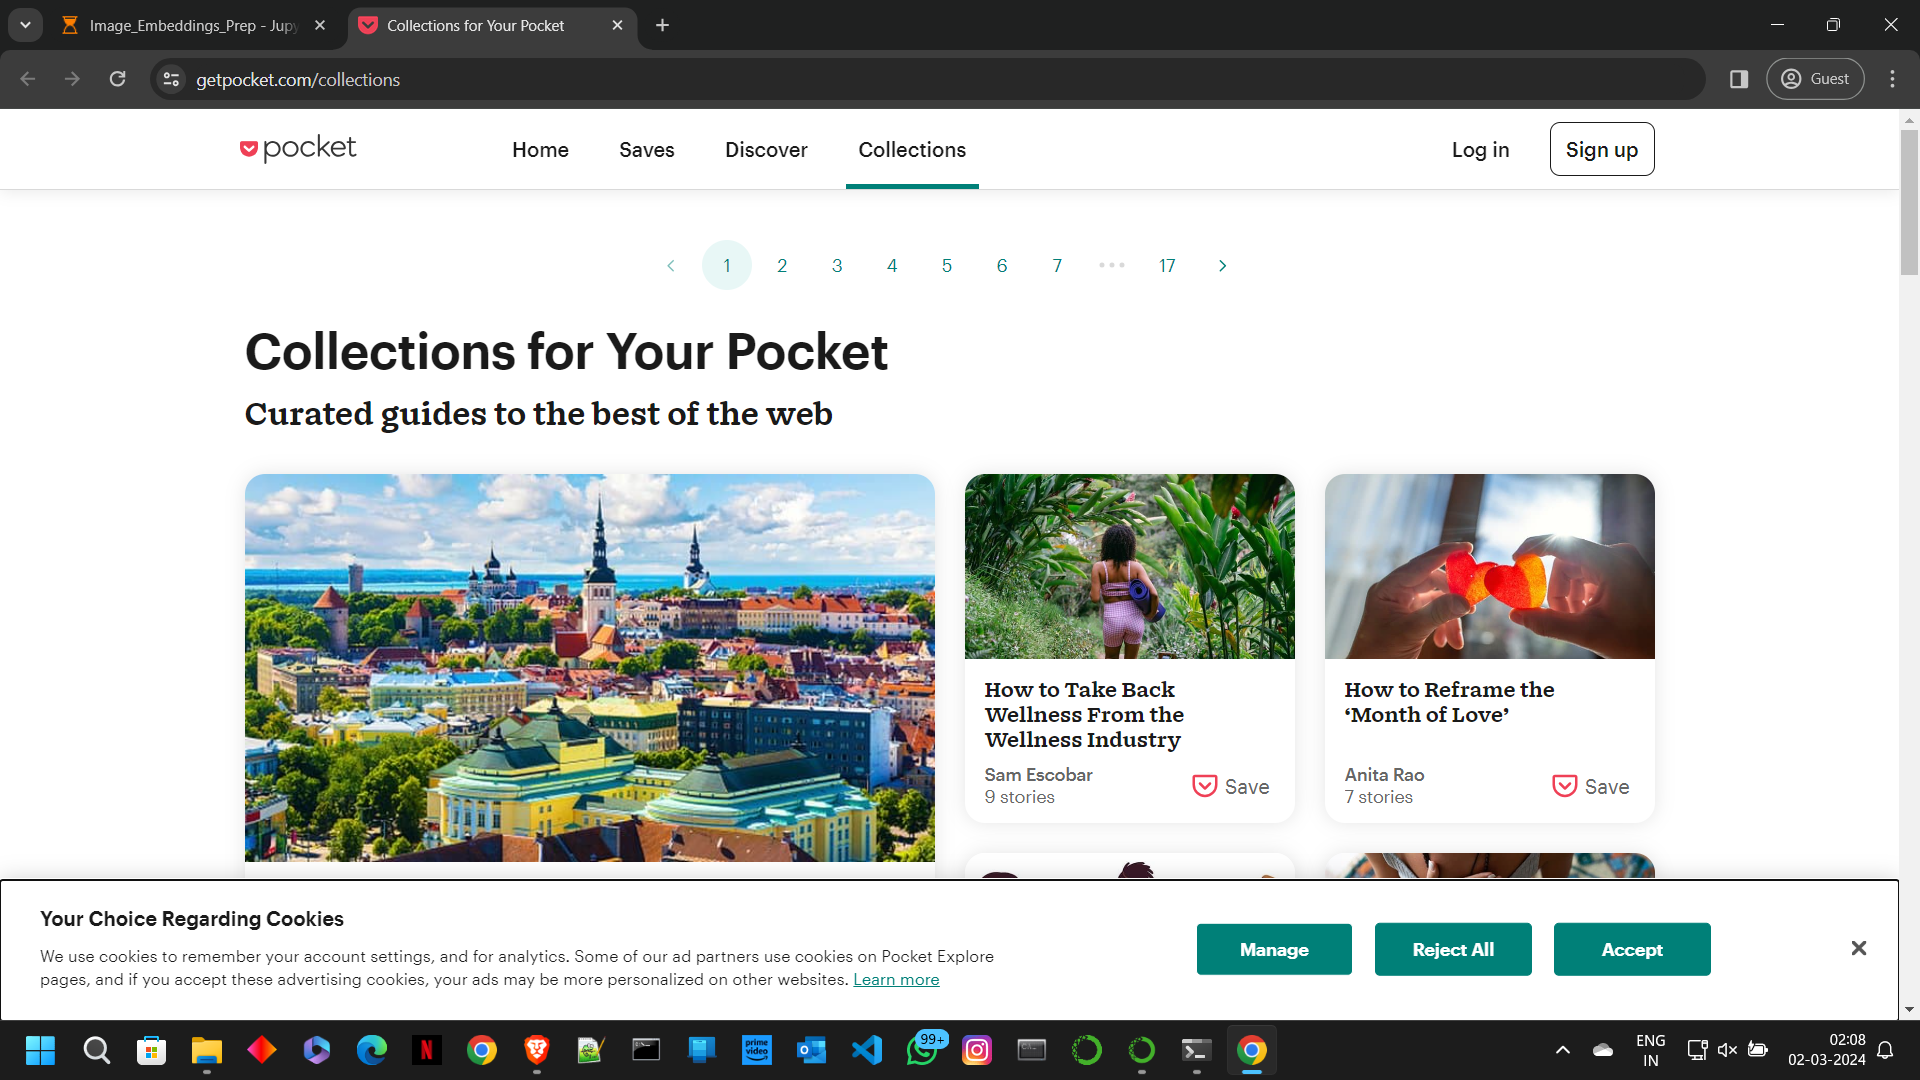 Image_Embeddings_Prep - Jupy
Collections for Your Pocket
getpocket.com/collections
Guest
pocket
Home
Saves
Discover
Collections
Log in
Sign up
1 2 3 4 5 6 7 ••• 17
Collections for Your Pocket
Curated guides to the best of the web
How to Take Back
Wellness From the
Wellness Industry
Sam Escobar
9 stories
Save
How to Reframe the
‘Month of Love’
Anita Rao
7 stories
Save
Your Choice Regarding Cookies
We use cookies to remember your account settings, and for analytics. Some of our ad partners use cookies on Pocket Explore
pages, and if you accept these advertising cookies, your ads may be more personalized on other websites. Learn more
Manage
Reject All
Accept
N
prime
video
99+
ENG
IN
02:08
02-03-2024